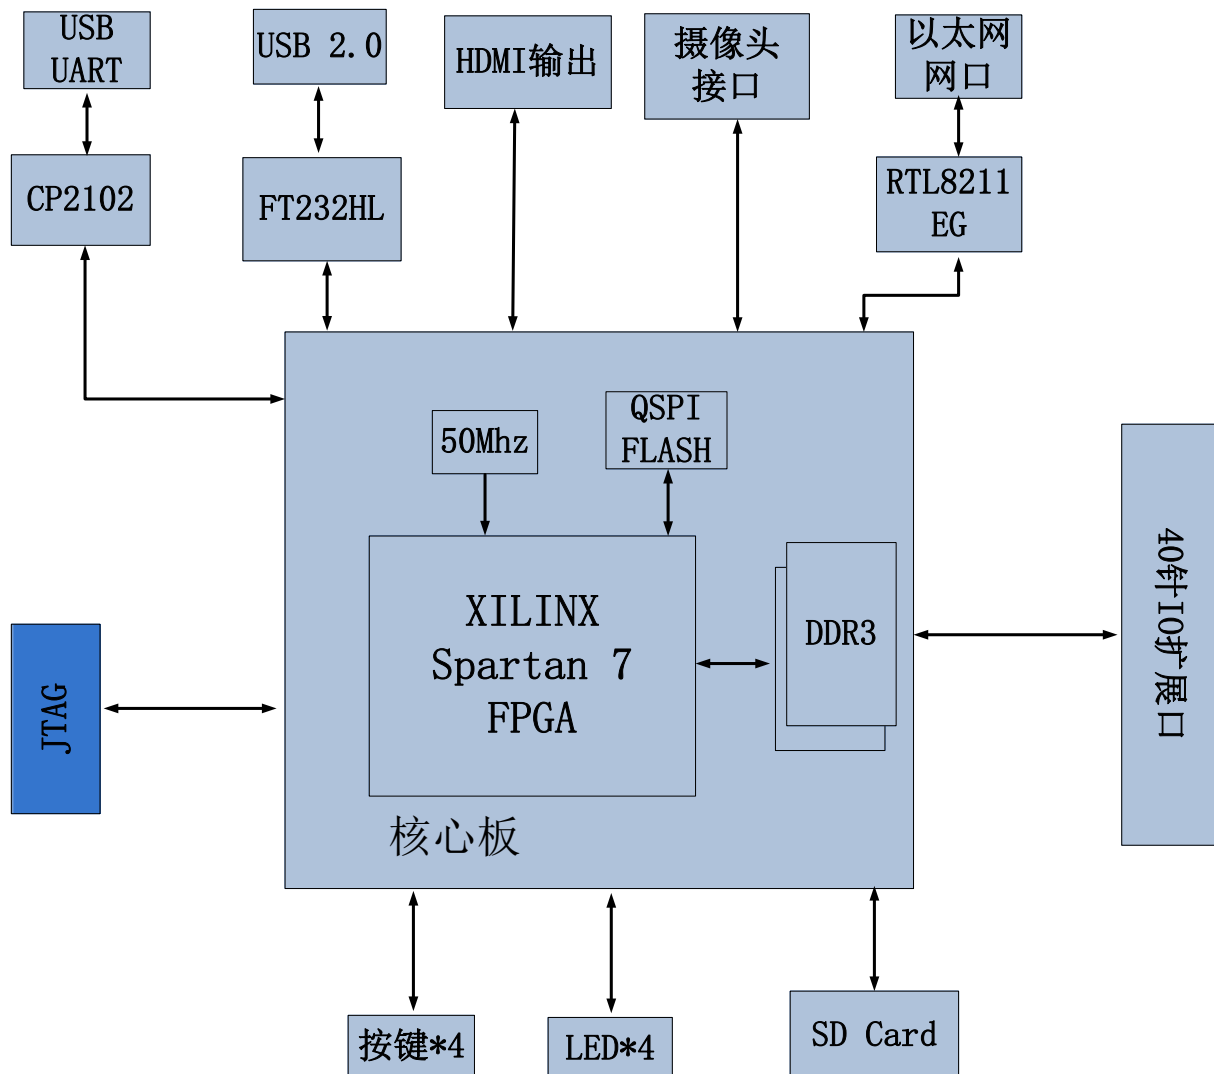 USB
UART
USB 2.0
HDMI输出
摄像头
接口
以太网
网口
CP2102
FT232HL
RTL8211
EG
50Mhz
QSPI
FLASH
XILINX
Spartan 7
FPGA
DDR3
核心板
JTAG
40针IO扩展口
按键*4
LED*4
SD Card